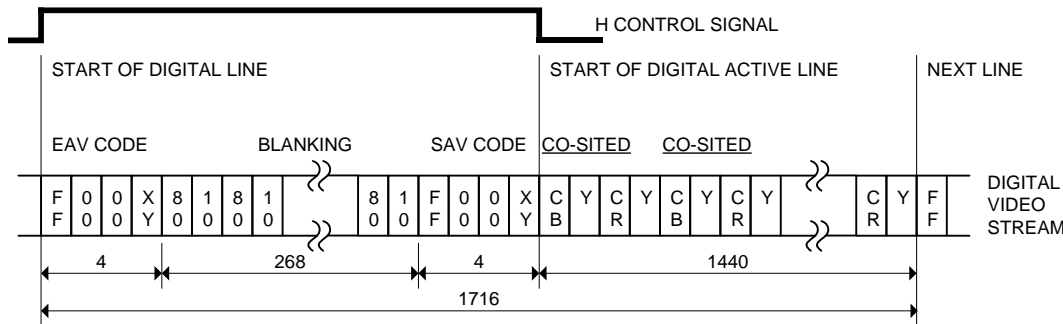 H CONTROL SIGNAL
START OF DIGITAL LINE START OF DIGITAL ACTIVE LINE NEXT LINE
EAV CODE BLANKING SAV CODE CO-SITED CO-SITED
F F 0 0 0 0 X Y 8 0 1 0 8 0 1 0 8 0 1 0 F F 0 0 0 0 X Y C B Y C R Y C B Y C R Y C R Y F F
DIGITAL
VIDEO
STREAM
4 268 4 1440
1716